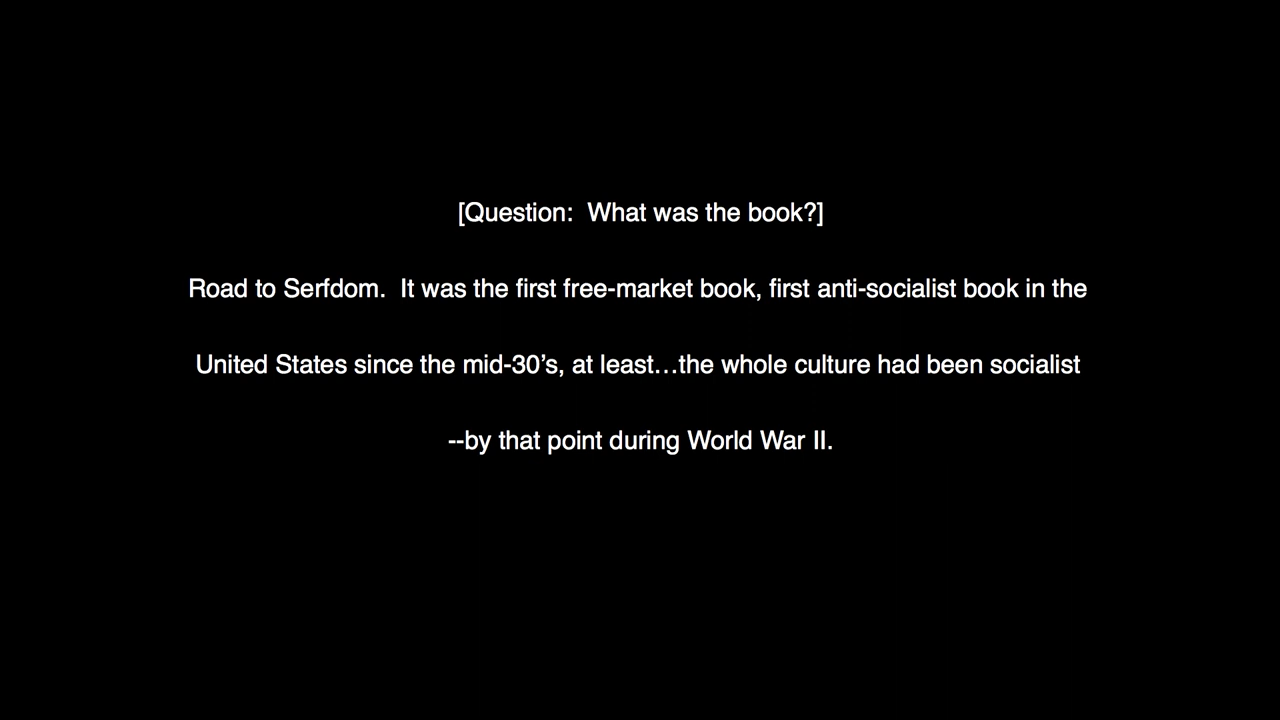 [Question:  What was the book?]
Road to Serfdom.  It was the first free-market book, first anti-socialist book in the
United States since the mid-30’s, at least…the whole culture had been socialist
--by that point during World War II.